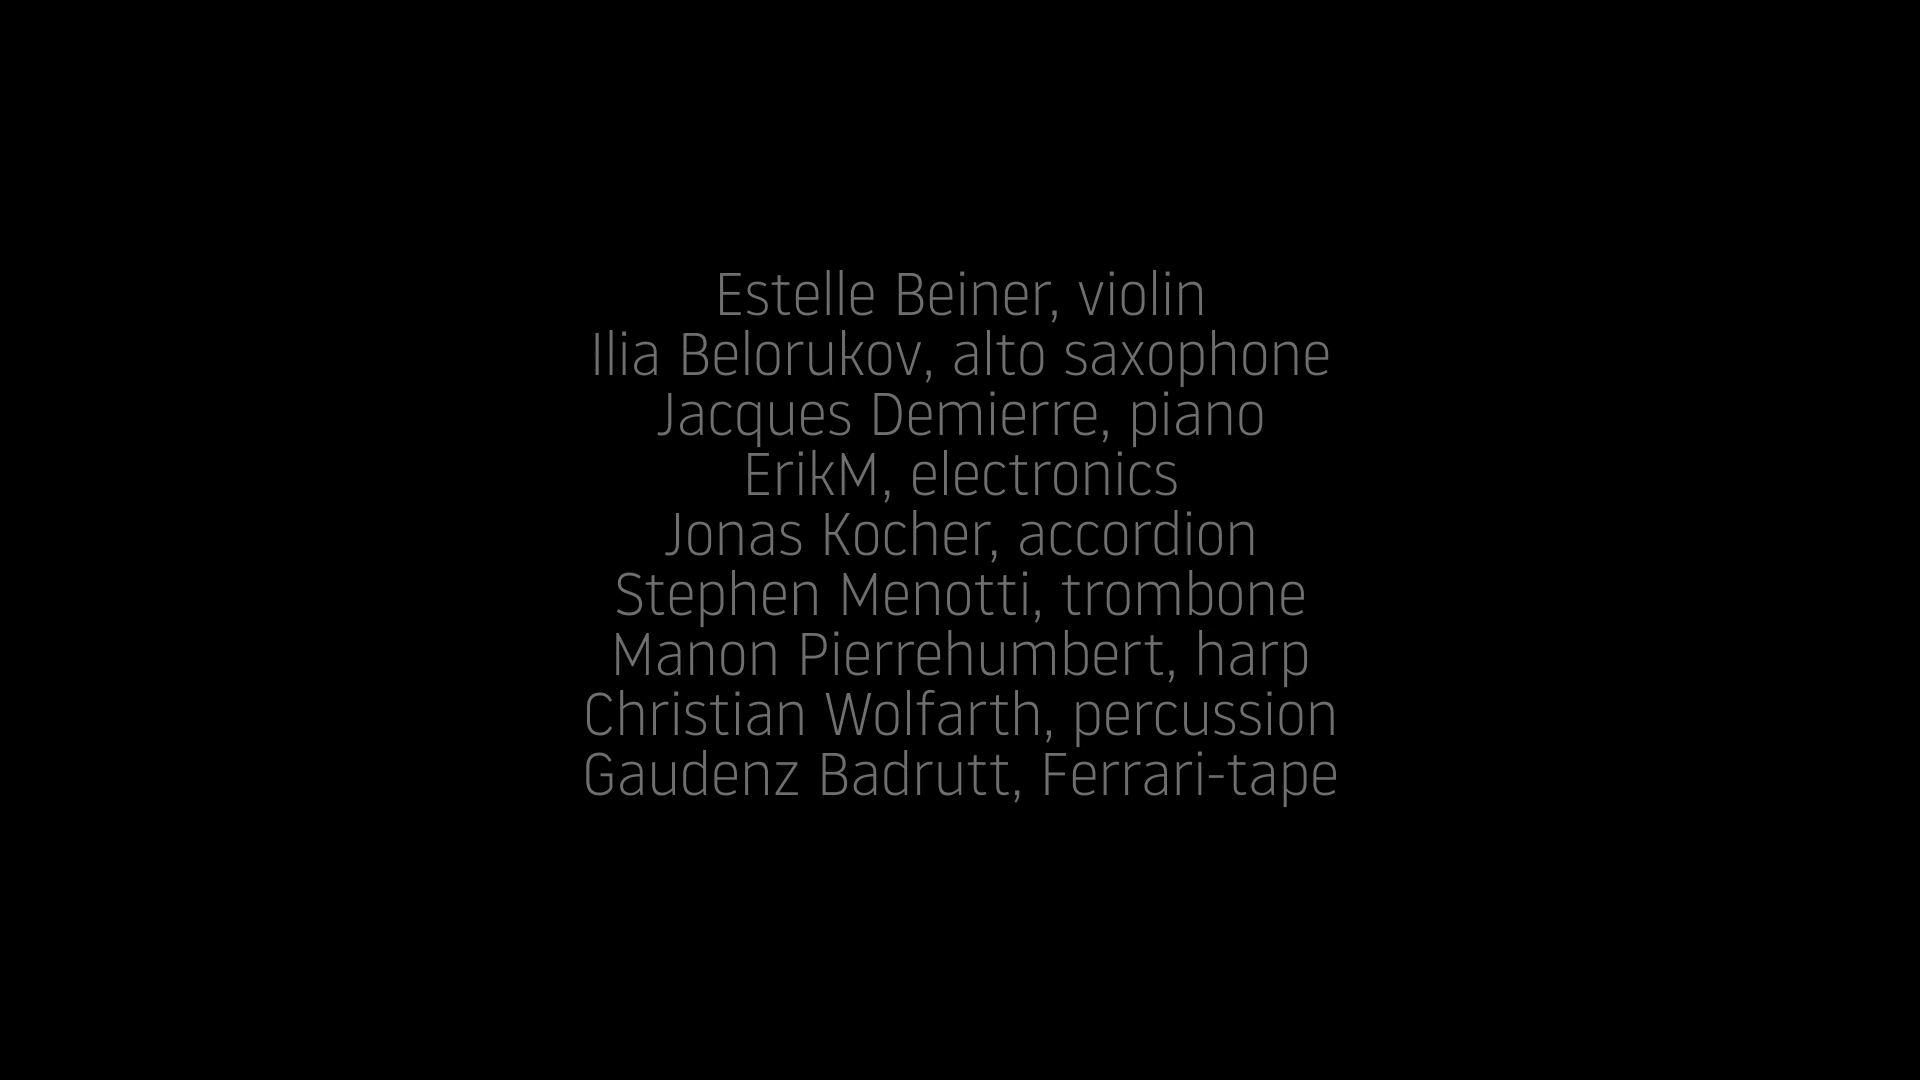 Estelle Beiner, violin
Ilia Belorukov, alto saxophone
Jacques Demierre, piano
ErikM, electronics
Jonas Kocher, accordion
Stephen Menotti, trombone
Manon Pierrehumbert, harp
Christian Wolfarth, percussion
Gaudenz Badrutt, Ferrari-tape